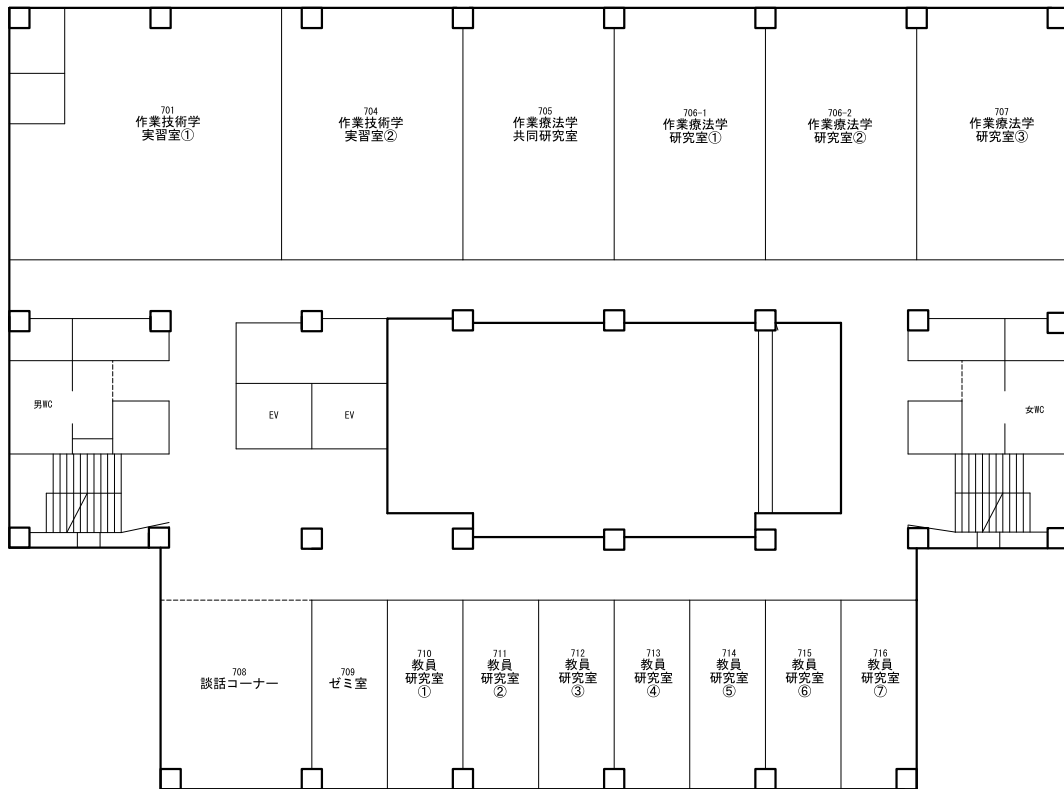 701
作業技術学
実習室①
704
作業技術学
実習室②
705
作業療法学
共同研究室
706-1
作業療法学
研究室①
706-2
作業療法学
研究室②
707
作業療法学
研究室③
男WC
EV
EV
女WC
708
談話コーナー
709
ゼミ室
710
教員
研究室
①
711
教員
研究室
②
712
教員
研究室
③
713
教員
研究室
④
714
教員
研究室
⑤
715
教員
研究室
⑥
716
教員
研究室
⑦